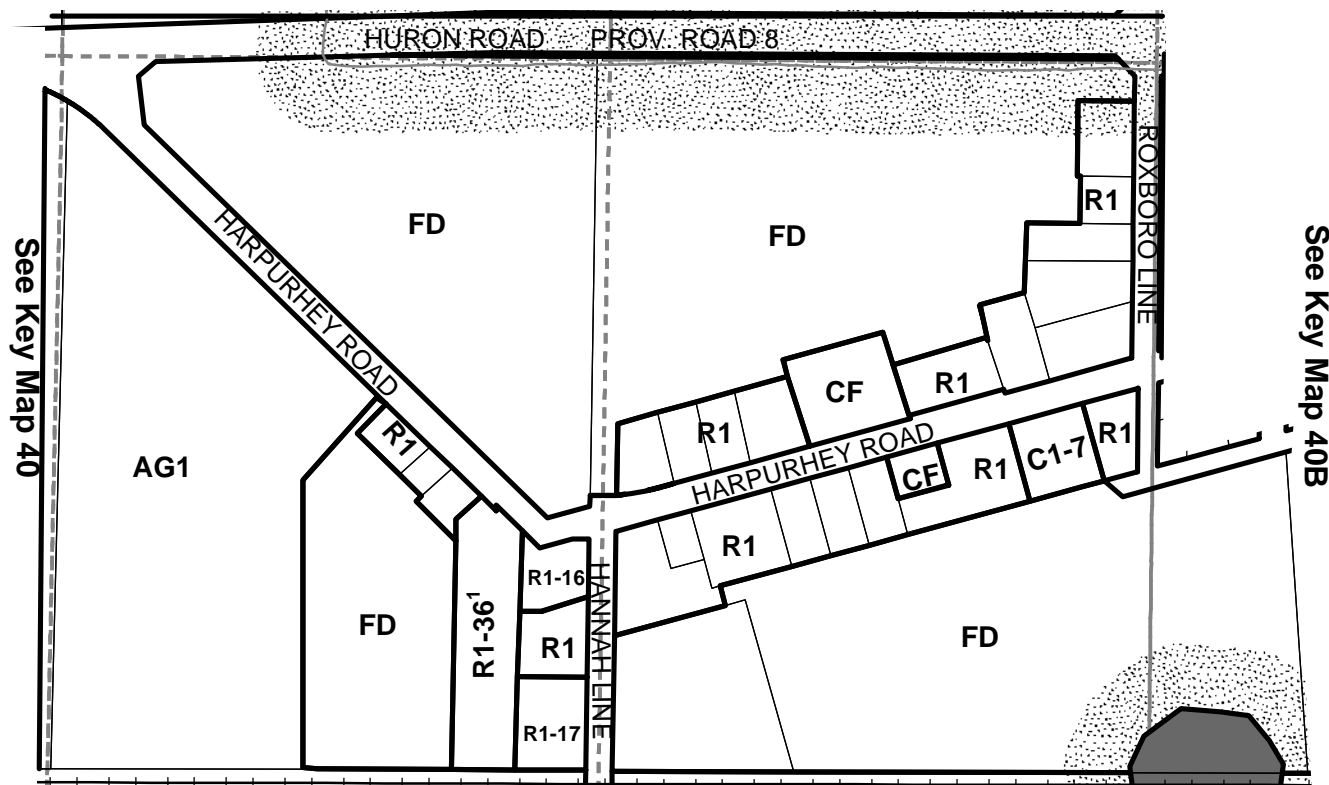 HURON ROAD PROV. ROAD 8
ROXBORO LINE
R1
FD
FD
HARPURHEY ROAD
See Key Map 40
See Key Map 40B
CF
R1
R1
R1
C1-7
R1
R1
AG1
HARPURHEY ROAD
CF
R1
R1-16
HANNAH LINE
R1-36¹
FD
R1
FD
R1-17